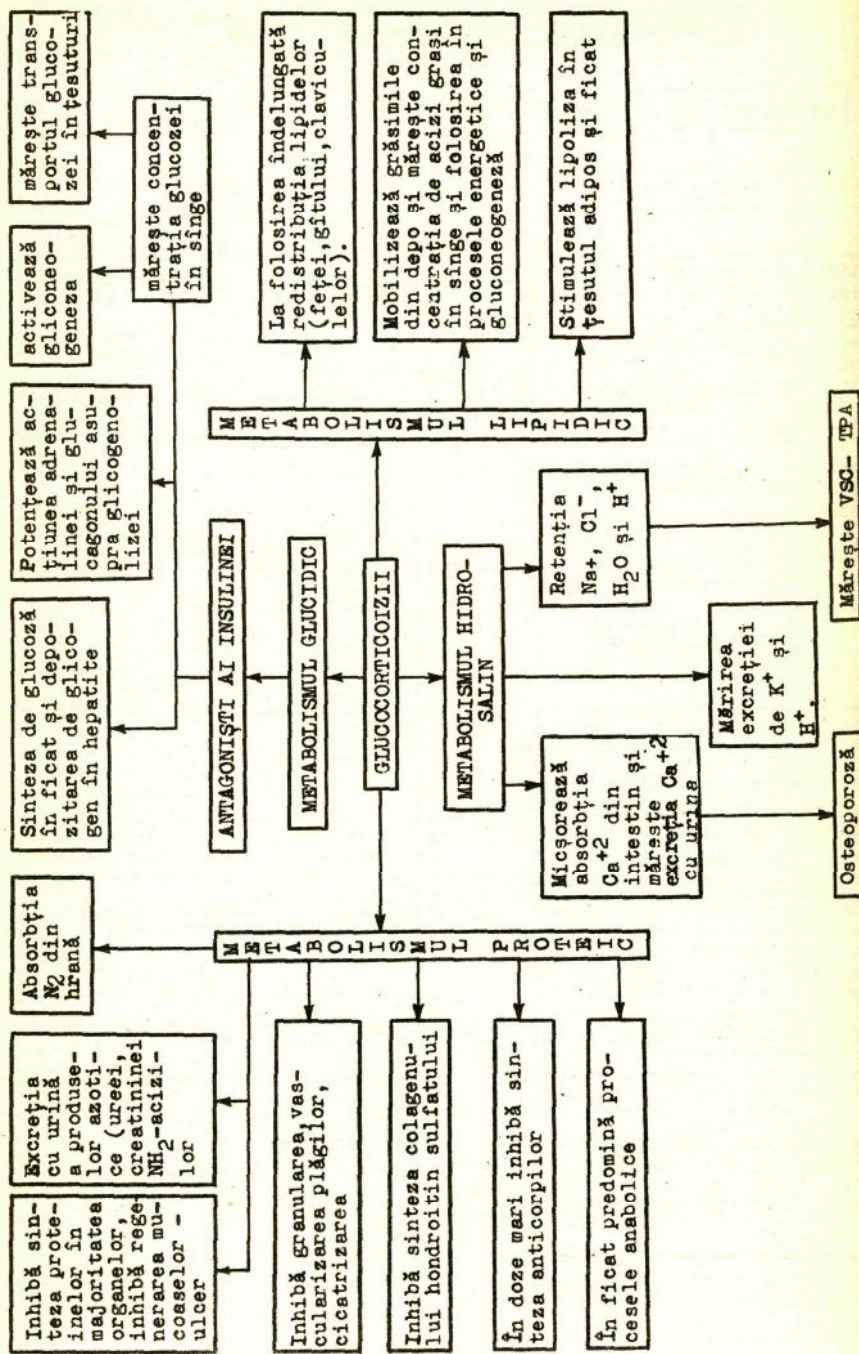 Inhibă sin-
teza prote-
inelor în
majoritatea
organelor,
inhibă rege-
nerarea mu-
coaselor -
ulcer
Excreția
cu urină
a produse-
lor azoti-
ce (ureei,
creatininei
NH2-acizi-
lor
Absorbția
N2 din
hrană
Sinteza de glucoză
în ficat și depo-
zitarea de glico-
gen în hepatite
Potențează ac-
țiunea adrena-
linei și glu-
cagonului asu-
pra glicogeno-
lizei
activează
gliconeo-
geneza
mărește trans-
portul gluco-
zei în țesuturi
mărește concen-
trația glucozei
în sînge
ANTAGONIȘTI AI INSULINEI
METABOLISMUL GLUCIDIC
GLUCOCORTICOIZII
METABOLISMUL PROTEIC
METABOLISMUL LIPIDIC
Inhibă granularea, vas-
cularizarea plăgilor,
cicatrizarea
Inhibă sinteza colagenu-
lui hondroitin sulfatului
În doze mari inhibă sin-
teza anticorpilor
În ficat predomină pro-
cesele anabolice
La folosirea îndelungată
redistribuția lipidelor
(feței, gîtului, clavicu-
lelor).
Mobilizează grăsimile
din depo și mărește con-
centrația de acizi grași
în sînge și folosirea în
procesele energetice și
gluconeogeneză
Stimulează lipoliza în
țesutul adipos și ficat
METABOLISMUL HIDRO-
SALIN
Micșorează
absorbția
Ca+2 din
intestin și
mărește
excreția Ca+2
cu urina
Mărirea
excreției
de K+ și
H+.
Retenția
Na+, Cl-,
H2O și H+
Osteoporoză
Mărește VSC- TPA